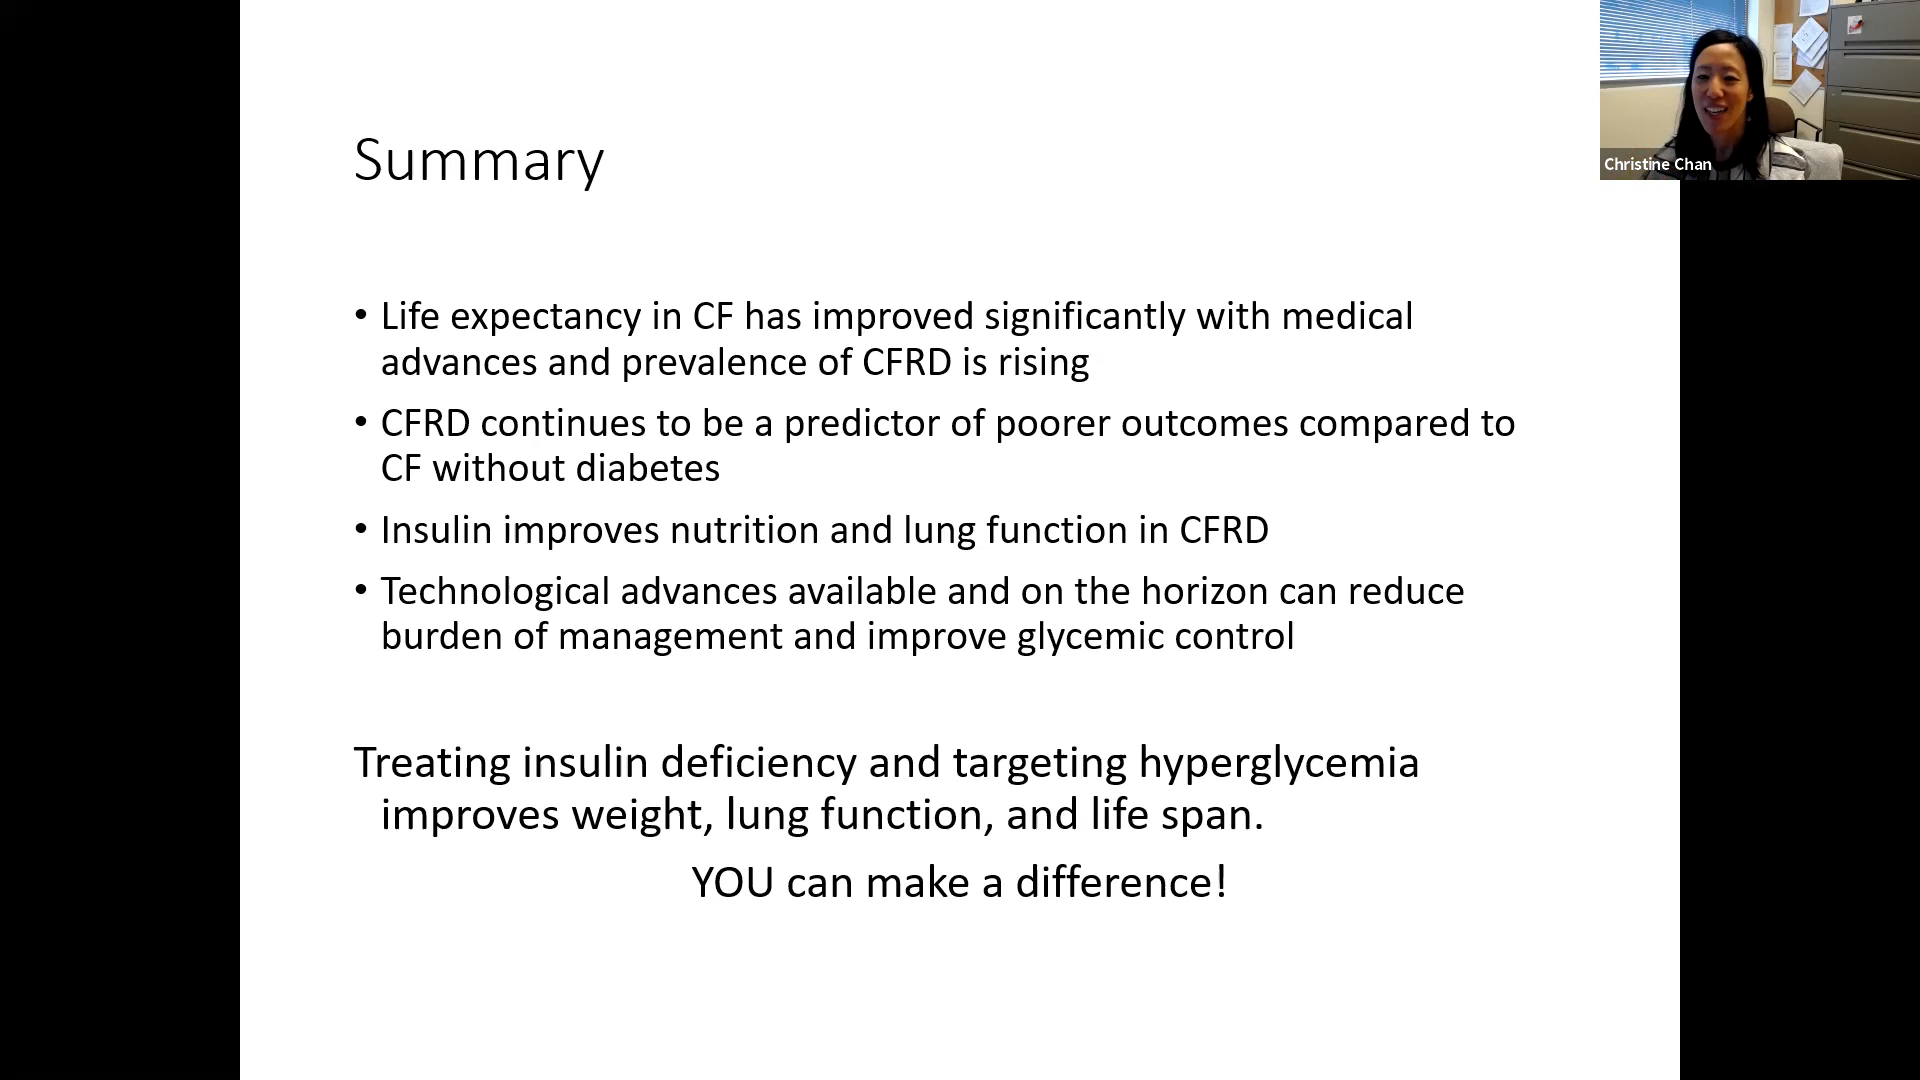 Summary
• Life expectancy in CF has improved significantly with medical
advances and prevalence of CFRD is rising
• CFRD continues to be a predictor of poorer outcomes compared to
CF without diabetes
• Insulin improves nutrition and lung function in CFRD
• Technological advances available and on the horizon can reduce
burden of management and improve glycemic control
Treating insulin deficiency and targeting hyperglycemia
improves weight, lung function, and life span.
YOU can make a difference!
Christine Chan